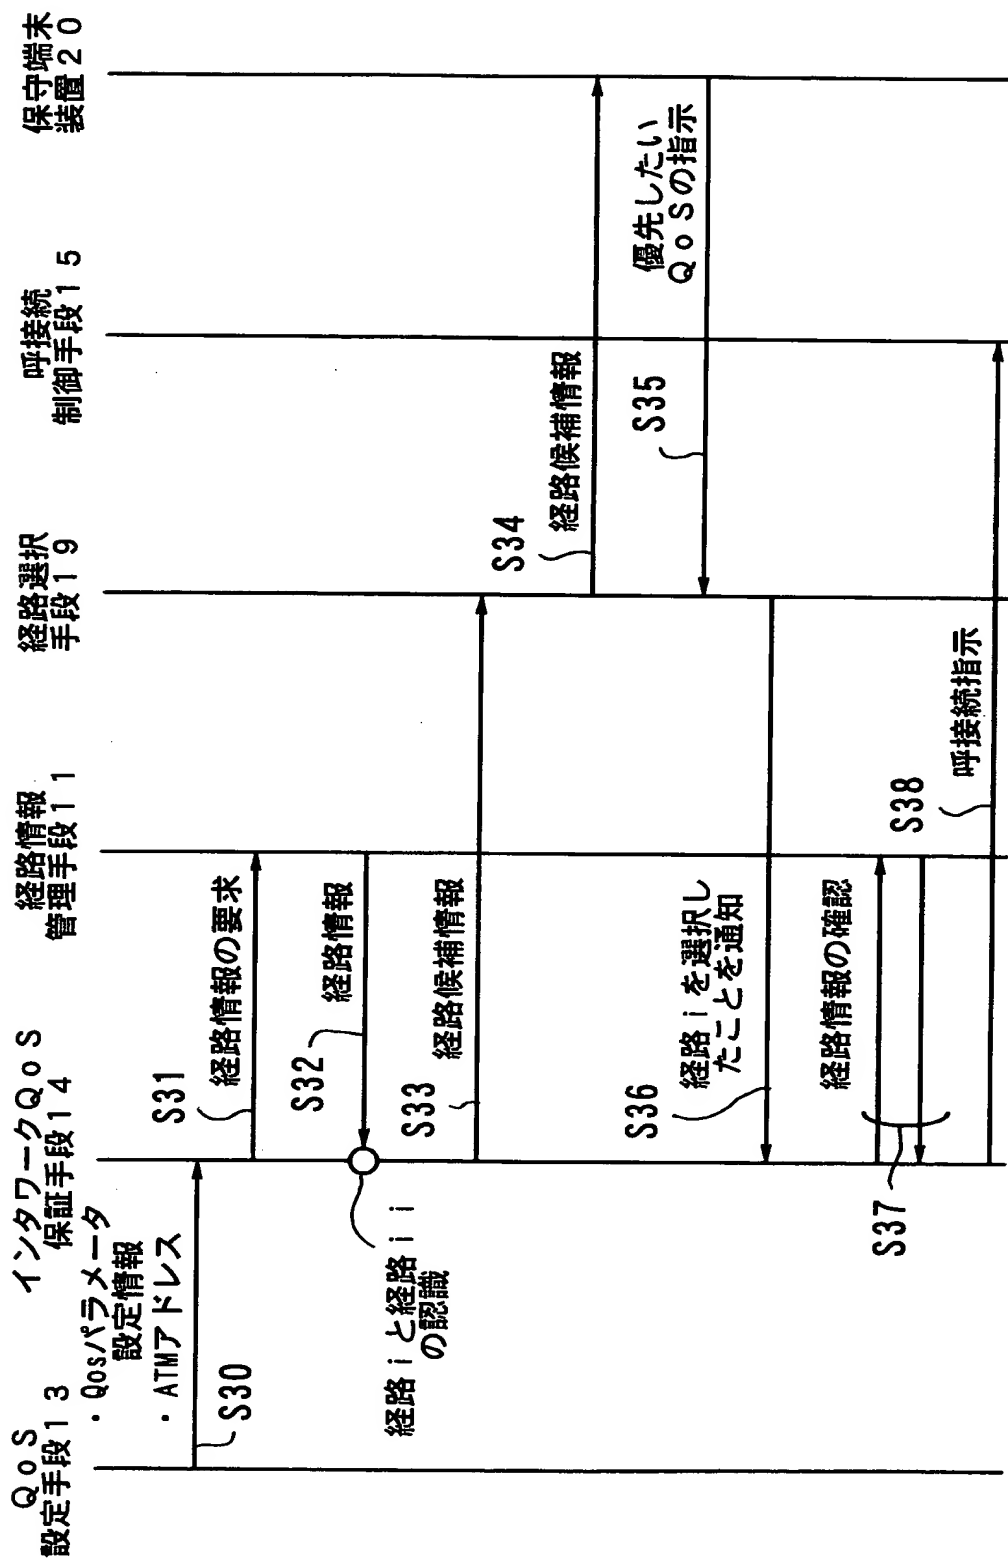 QoS
設定手段13
インタワークQoS
保証手段14
経路情報
管理手段11
経路選択
手段19
呼接続
制御手段15
保守端末
装置20
・Qosパラメータ
設定情報
・ATMアドレス
S30
S31
経路情報の要求
S32
経路情報
経路iと経路ii
の認識
S33
経路候補情報
S34
経路候補情報
S35
優先したい
QoSの指示
S36
経路iを選択し
たことを通知
S37
経路情報の確認
S38
呼接続指示